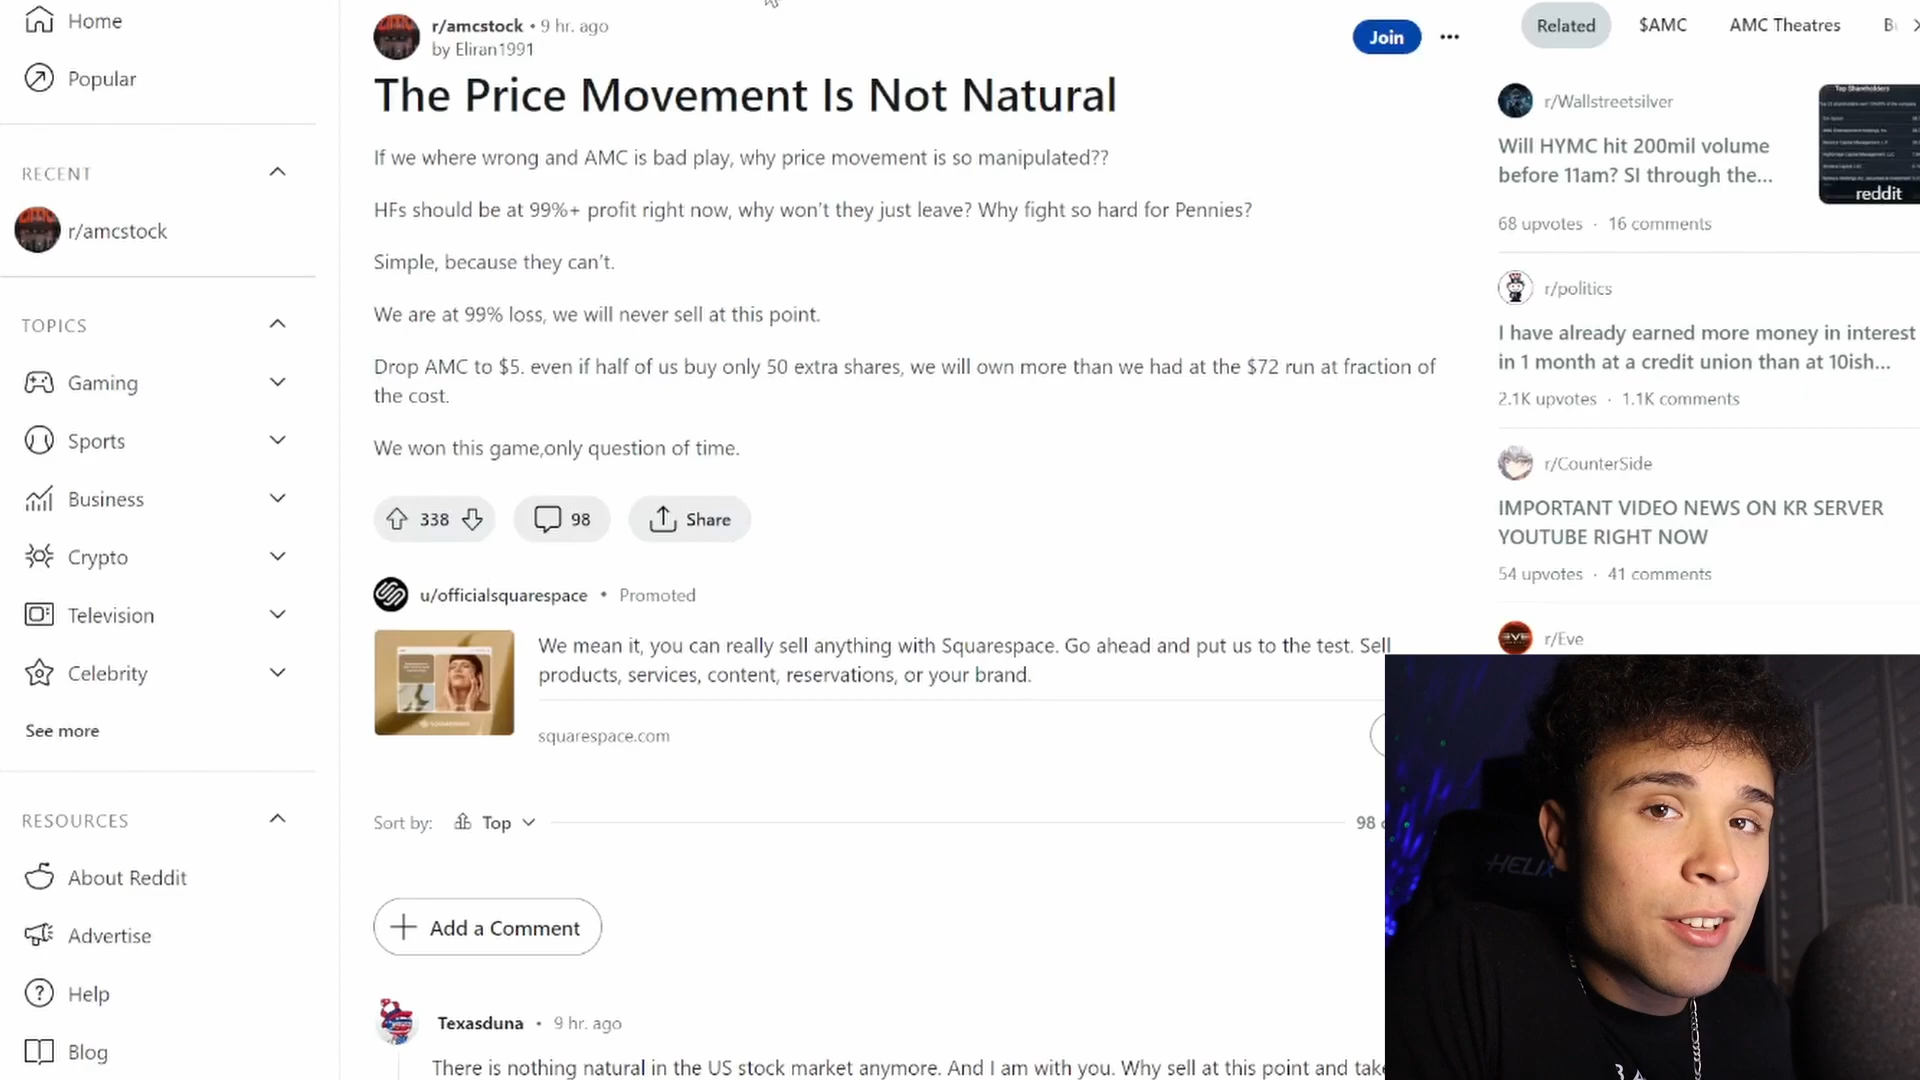 Home
Popular
RECENT
r/amcstock
TOPICS
Gaming
Sports
Business
Crypto
Television
Celebrity
See more
RESOURCES
About Reddit
Advertise
Help
Blog
r/amcstock • 9 hr. ago
by Eliran1991
Join
The Price Movement Is Not Natural
If we where wrong and AMC is bad play, why price movement is so manipulated??
HFs should be at 99%+ profit right now, why won't they just leave? Why fight so hard for Pennies?
Simple, because they can't.
We are at 99% loss, we will never sell at this point.
Drop AMC to $5. even if half of us buy only 50 extra shares, we will own more than we had at the $72 run at fraction of
the cost.
We won this game,only question of time.
338
98
Share
u/officialsquarespace • Promoted
We mean it, you can really sell anything with Squarespace. Go ahead and put us to the test. Sell
products, services, content, reservations, or your brand.
squarespace.com
Sort by: Top
98
Add a Comment
Texasduna • 9 hr. ago
There is nothing natural in the US stock market anymore. And I am with you. Why sell at this point and take
Related
$AMC
AMC Theatres
r/Wallstreetsilver
Will HYMC hit 200mil volume
before 11am? SI through the...
68 upvotes · 16 comments
Top Shareholders
reddit
r/politics
I have already earned more money in interest
in 1 month at a credit union than at 10ish...
2.1K upvotes · 1.1K comments
r/CounterSide
IMPORTANT VIDEO NEWS ON KR SERVER
YOUTUBE RIGHT NOW
54 upvotes · 41 comments
EVE
r/Eve
HELIX